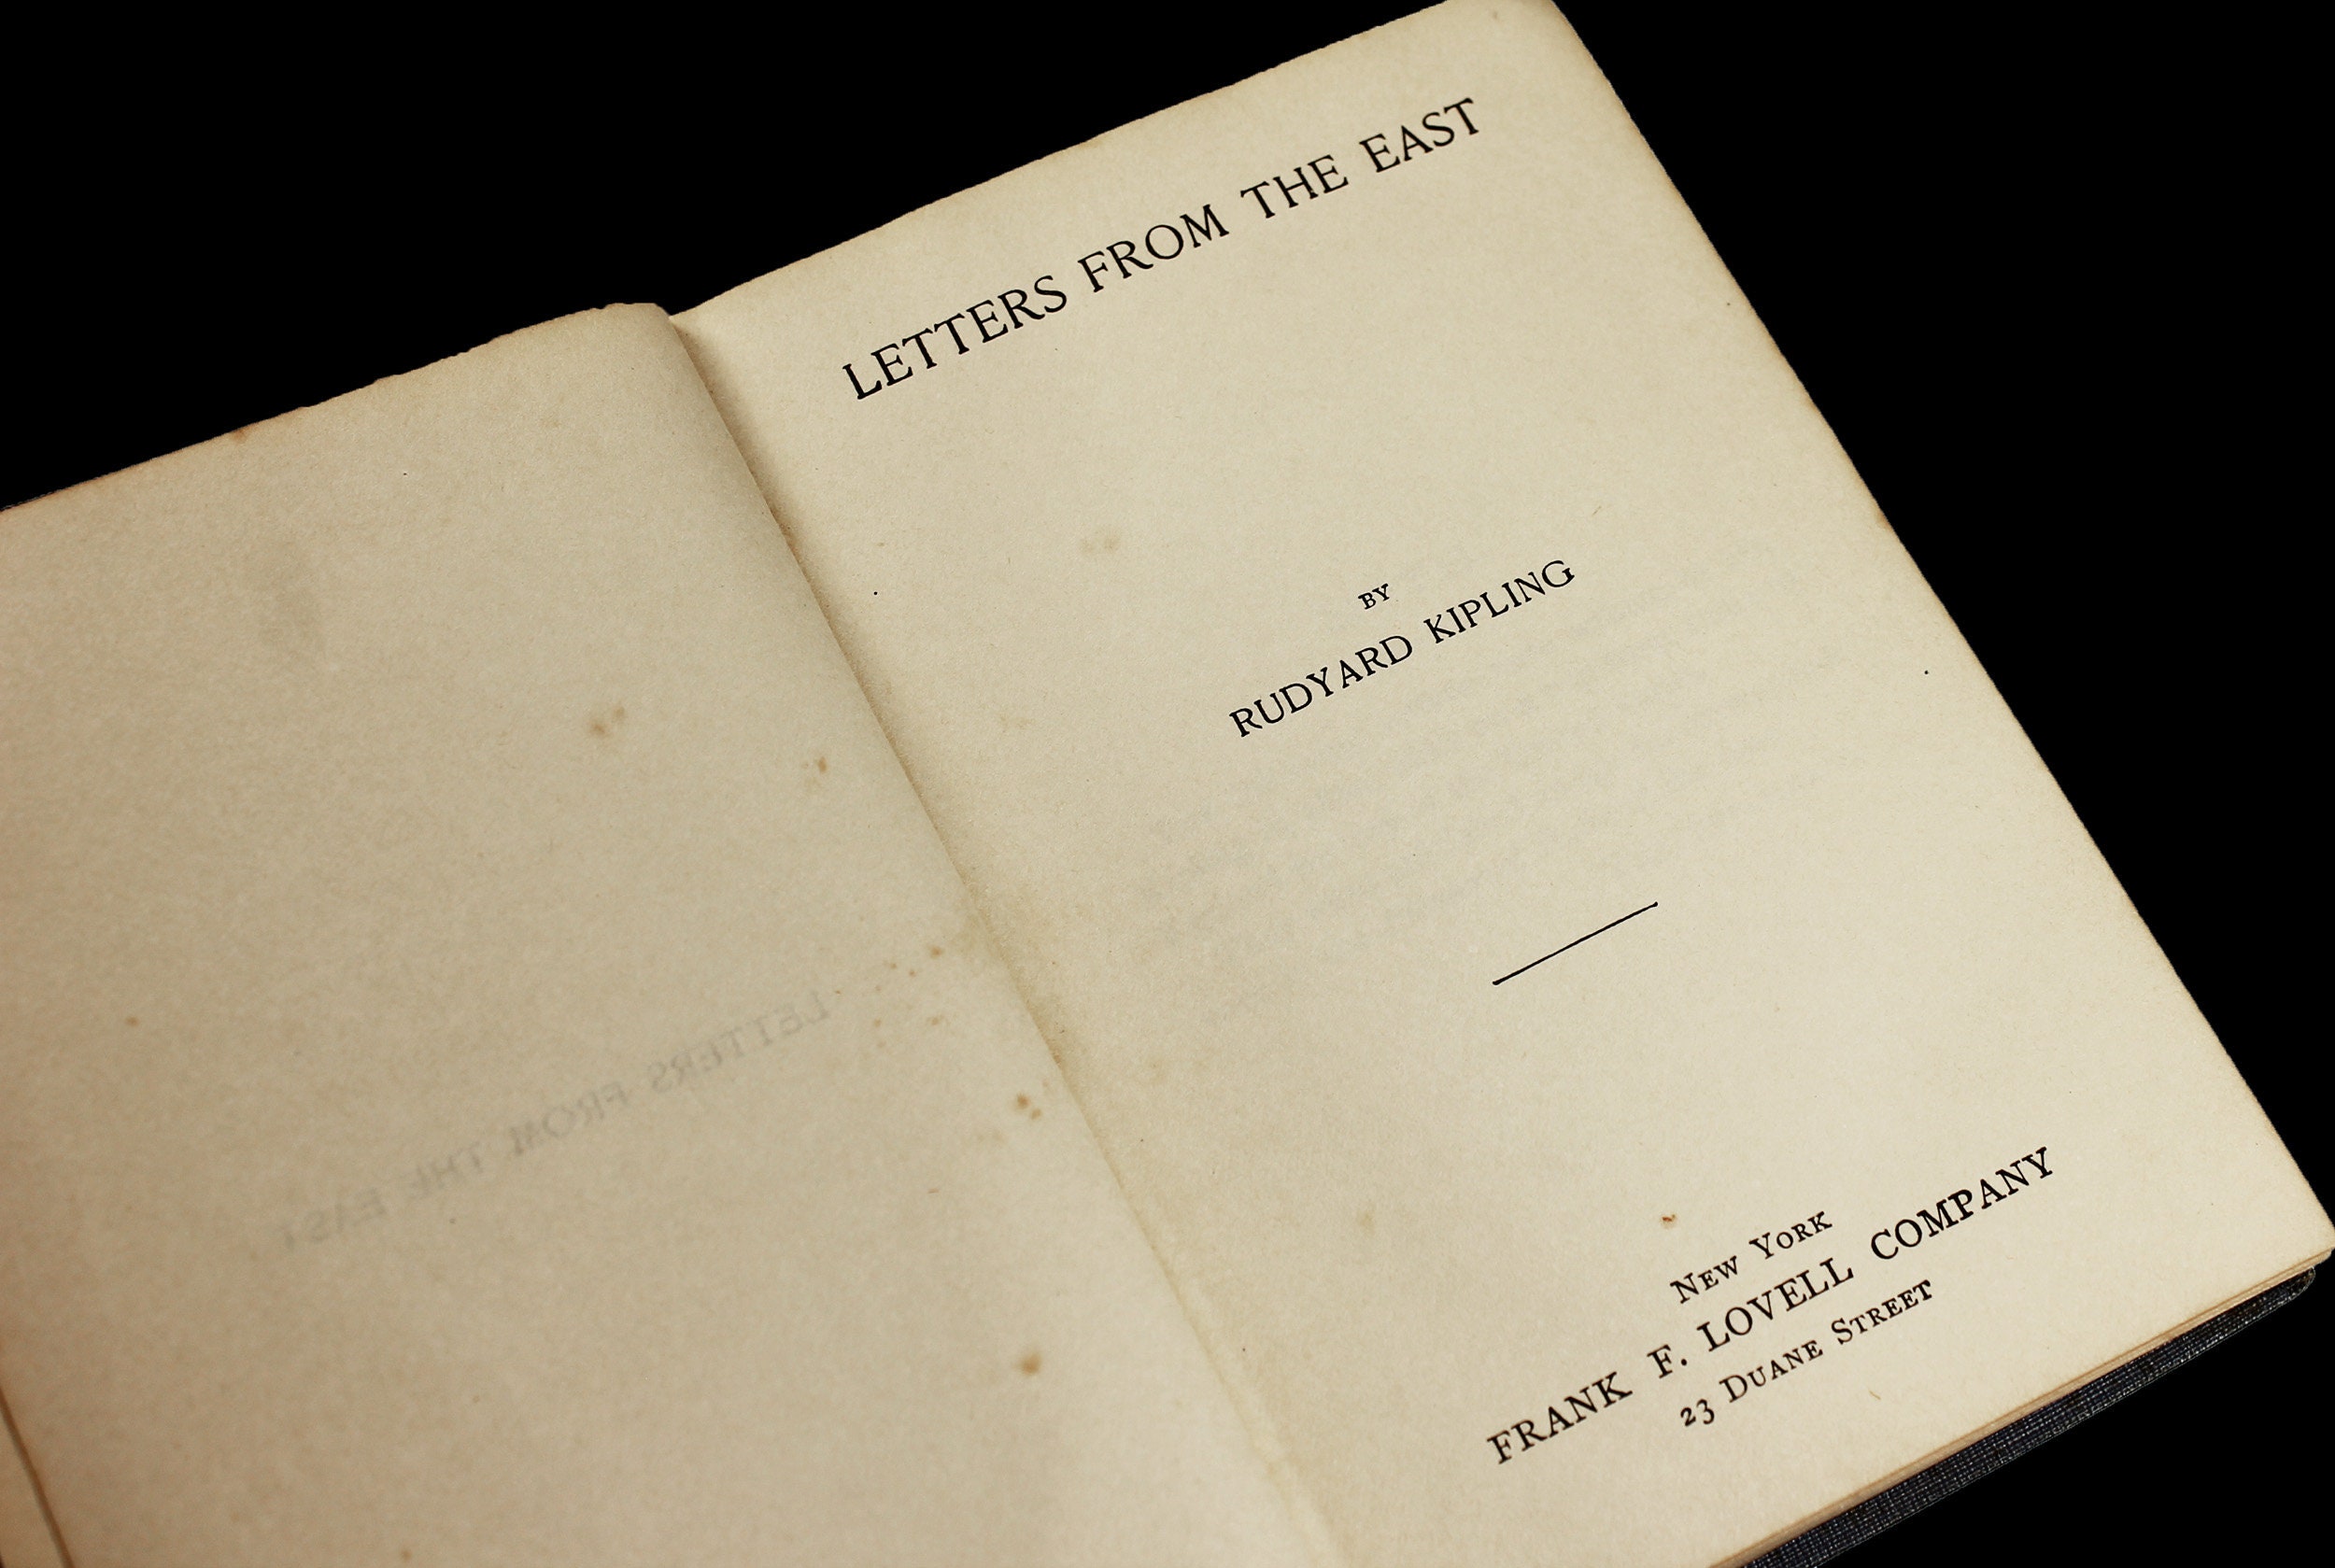 LETTERS FROM THE EAST
LETTERS FROM THE EAST
BY
RUDYARD KIPLING
NEW YORK
FRANK F. LOVELL COMPANY
23 DUANE STREET